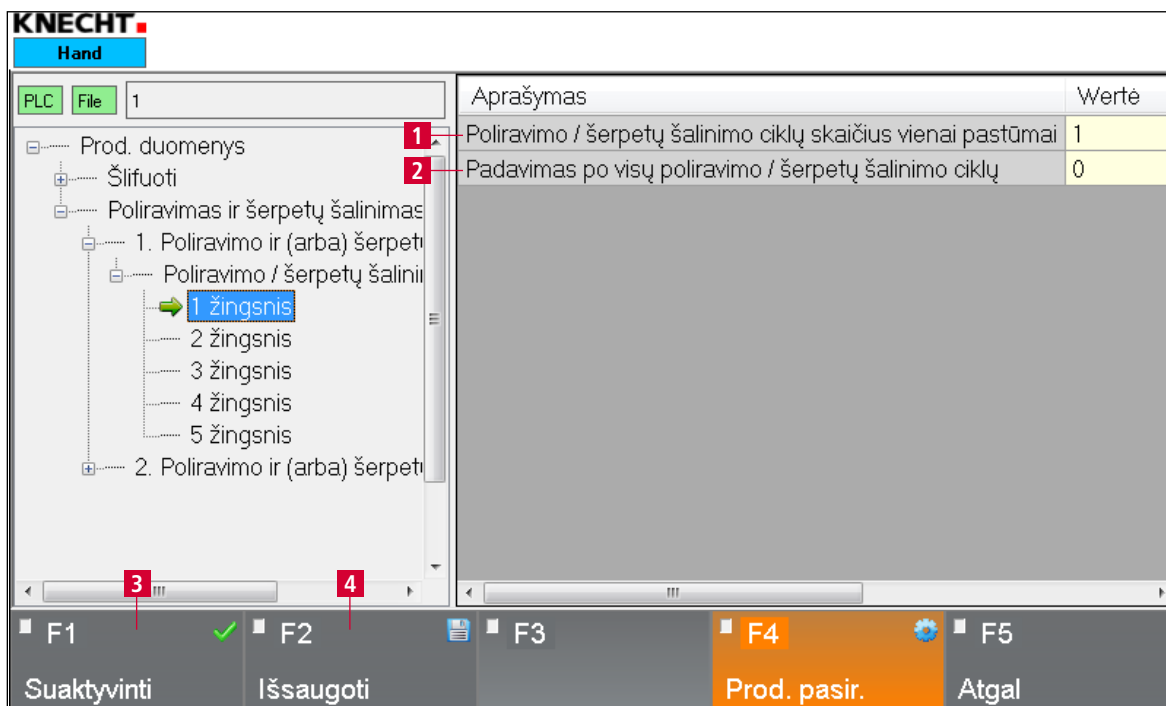 KNECHT
Hand
PLC File 1
Prod. duomenys
Šlifuoti
Poliravimas ir šerpetų šalinimas
1. Poliravimo ir (arba) šerpetų
Poliravimo / šerpetų šalini
1 žingsnis
2 žingsnis
3 žingsnis
4 žingsnis
5 žingsnis
2. Poliravimo ir (arba) šerpetų
Aprašymas Wertė
1 Poliravimo / šerpetų šalinimo ciklų skaičius vienai pastūmai 1
2 Padavimas po visų poliravimo / šerpetų šalinimo ciklų 0
3 4
F1 F2 F3 F4 F5
Suaktyvinti Išsaugoti Prod. pasir. Atgal